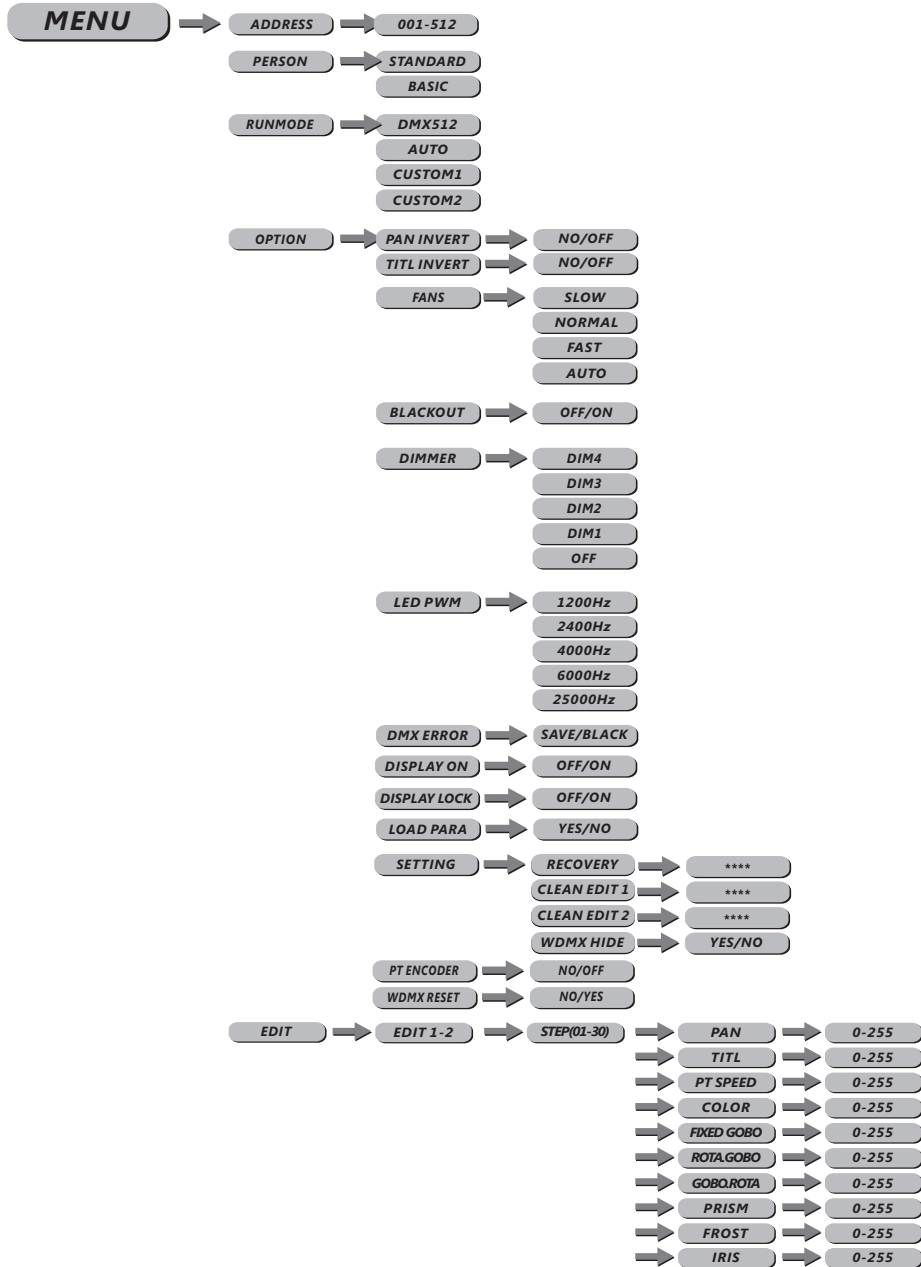 MENU ADDRESS 001-512
PERSON STANDARD
BASIC
RUNMODE DMX512
AUTO
CUSTOM1
CUSTOM2
OPTION PAN INVERT NO/OFF
TITL INVERT NO/OFF
FANS SLOW
NORMAL
FAST
AUTO
BLACKOUT OFF/ON
DIMMER DIM4
DIM3
DIM2
DIM1
OFF
LED PWM 1200Hz
2400Hz
4000Hz
6000Hz
25000Hz
DMX ERROR SAVE/BLACK
DISPLAY ON OFF/ON
DISPLAY LOCK OFF/ON
LOAD PARA YES/NO
SETTING RECOVERY ****
CLEAN EDIT 1 ****
CLEAN EDIT 2 ****
WDMX HIDE YES/NO
PT ENCODER NO/OFF
WDMX RESET NO/YES
EDIT EDIT 1-2 STEP(01-30) PAN 0-255
TITL 0-255
PT SPEED 0-255
COLOR 0-255
FIXED GOBO 0-255
ROTA.GOBO 0-255
GOBO.ROTA 0-255
PRISM 0-255
FROST 0-255
IRIS 0-255